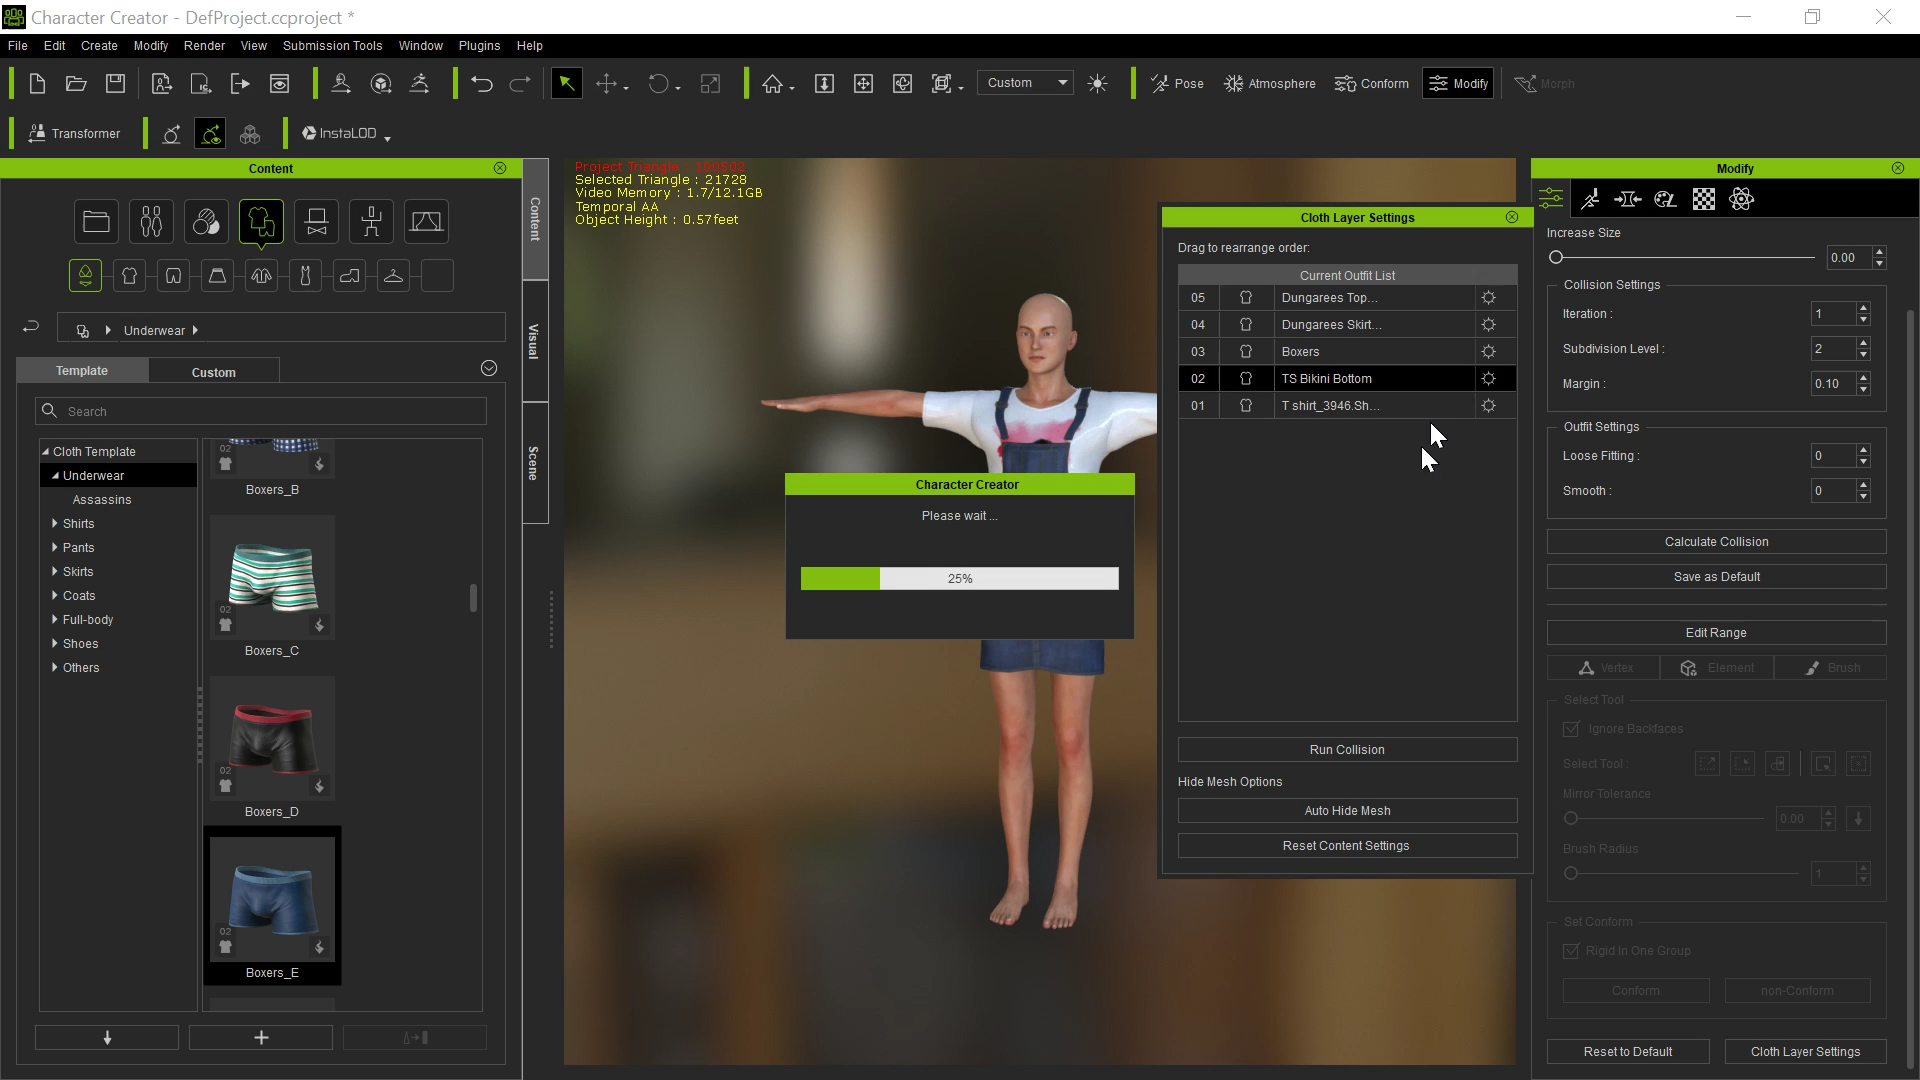 Character Creator - DefProject.ccproject *
File Edit Create Modify Render View Submission Tools Window Plugins Help
Custom Pose Atmosphere Conform Modify Morph
Transformer InstaLOD
Content
Underwear
Template Custom
Search
Cloth Template
Underwear
Assassins
Shirts
Pants
Skirts
Coats
Full-body
Shoes
Others
02
Boxers_B
02
Boxers_C
02
Boxers_D
02
Boxers_E
Content
Visual
Scene
Project Triangle : 100502
Selected Triangle : 21728
Video Memory : 1.7/12.1GB
Temporal AA
Object Height : 0.57feet
Character Creator
Please wait ...
25%
Cloth Layer Settings
Drag to rearrange order:
Current Outfit List
05 Dungarees Top...
04 Dungarees Skirt...
03 Boxers
02 TS Bikini Bottom
01 T shirt_3946.Sh...
Run Collision
Hide Mesh Options
Auto Hide Mesh
Reset Content Settings
Modify
Increase Size
0.00
Collision Settings
Iteration : 1
Subdivision Level : 2
Margin : 0.10
Outfit Settings
Loose Fitting : 0
Smooth : 0
Calculate Collision
Save as Default
Edit Range
Vertex Element Brush
Select Tool
Ignore Backfaces
Select Tool :
Mirror Tolerance
0.00
Brush Radius
1
Set Conform
Rigid In One Group
Conform non-Conform
Reset to Default Cloth Layer Settings